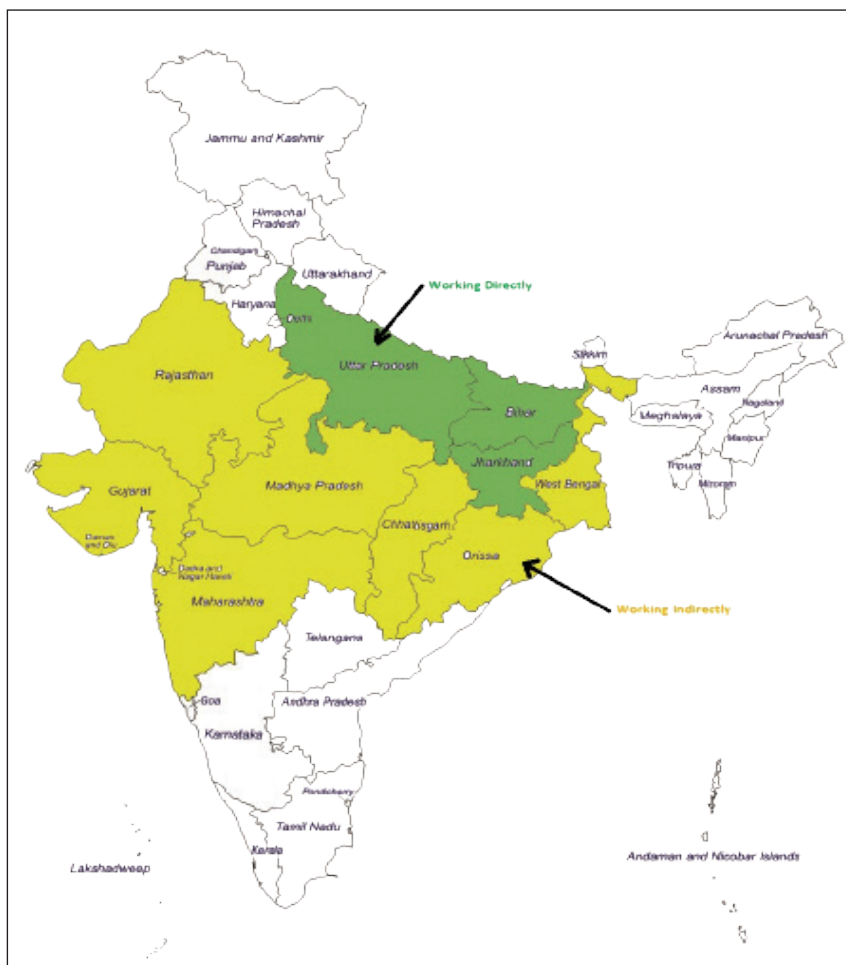 Jammu and Kashmir
Himachal
Pradesh
Chandigarh
Punjab
Uttarakhand
Haryana
Delhi
Working Directly
Arunachal Pradesh
Sikkim
Uttar Pradesh
Rajasthan
Assam
Nagaland
Bihar
Meghalaya
Manipur
Jharkhand
Tripura
Mizoram
West Bengal
Gujarat
Madhya Pradesh
Chhattisgarh
Daman
and Diu
Orissa
Dadra and
Nagar Haveli
Maharashtra
Working Indirectly
Telangana
Goa
Andhra Pradesh
Karnataka
Pondicherry
Tamil Nadu
Kerala
Lakshadweep
Andaman and Nicobar Islands